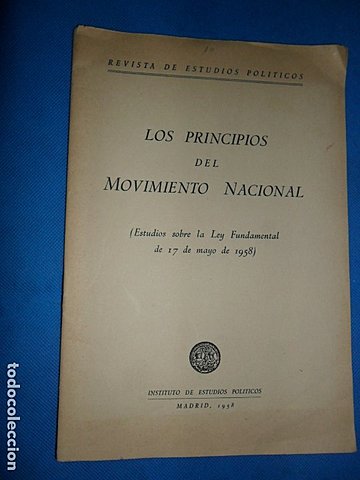 REVISTA DE ESTUDIOS POLITICOS
LOS PRINCIPIOS
DEL
MOVIMIENTO NACIONAL
(Estudios sobre la Ley Fundamental
de 17 de mayo de 1958)
INSTITUTO DE ESTUDIOS POLITICOS
MADRID, 1958
todocoleccion